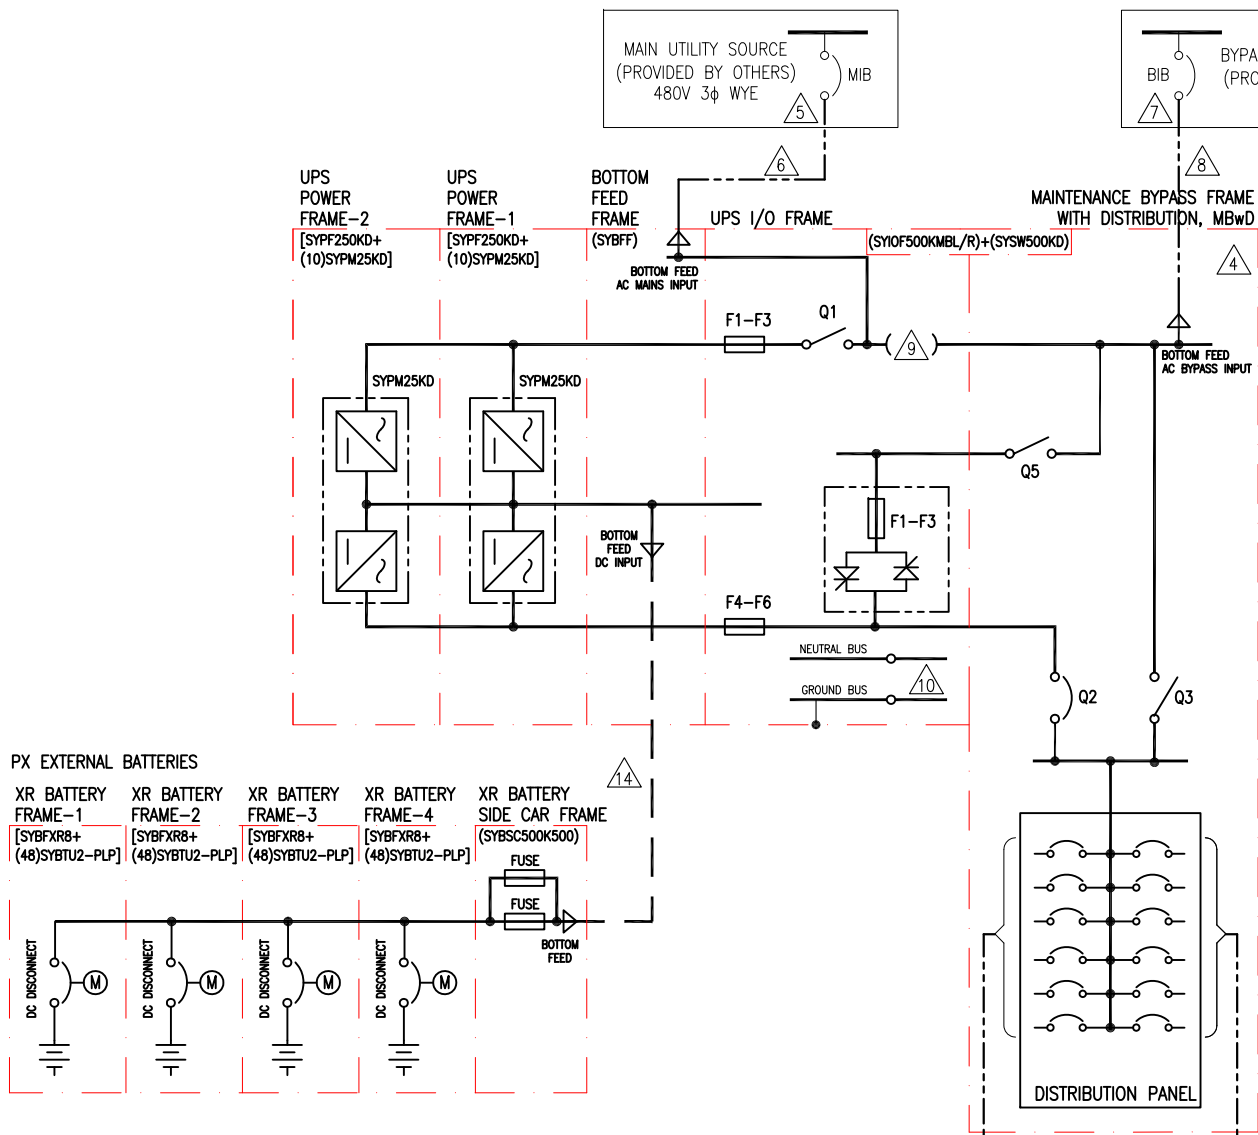 MAIN UTILITY SOURCE
(PROVIDED BY OTHERS)
480V 3ϕ WYE
MIB
5
BIB
BYPA
(PRO
7
6
8
UPS
POWER
FRAME-2
[SYPF250KD+
(10)SYPM25KD]
UPS
POWER
FRAME-1
[SYPF250KD+
(10)SYPM25KD]
BOTTOM
FEED
FRAME
(SYBFF)
UPS I/O FRAME
(SYIOF500KMBL/R)+(SYSW500KD)
MAINTENANCE BYPASS FRAME
WITH DISTRIBUTION, MBwD
4
BOTTOM FEED
AC MAINS INPUT
F1-F3
Q1
9
BOTTOM FEED
AC BYPASS INPUT
SYPM25KD
SYPM25KD
Q5
F1-F3
BOTTOM
FEED
DC INPUT
F4-F6
NEUTRAL BUS
GROUND BUS
10
Q2
Q3
PX EXTERNAL BATTERIES
14
XR BATTERY
FRAME-1
[SYBFXR8+
(48)SYBTU2-PLP]
XR BATTERY
FRAME-2
[SYBFXR8+
(48)SYBTU2-PLP]
XR BATTERY
FRAME-3
[SYBFXR8+
(48)SYBTU2-PLP]
XR BATTERY
FRAME-4
[SYBFXR8+
(48)SYBTU2-PLP]
XR BATTERY
SIDE CAR FRAME
(SYBSC500K500)
FUSE
FUSE
BOTTOM
FEED
DC DISCONNECT
M
DC DISCONNECT
M
DC DISCONNECT
M
DC DISCONNECT
M
DISTRIBUTION PANEL